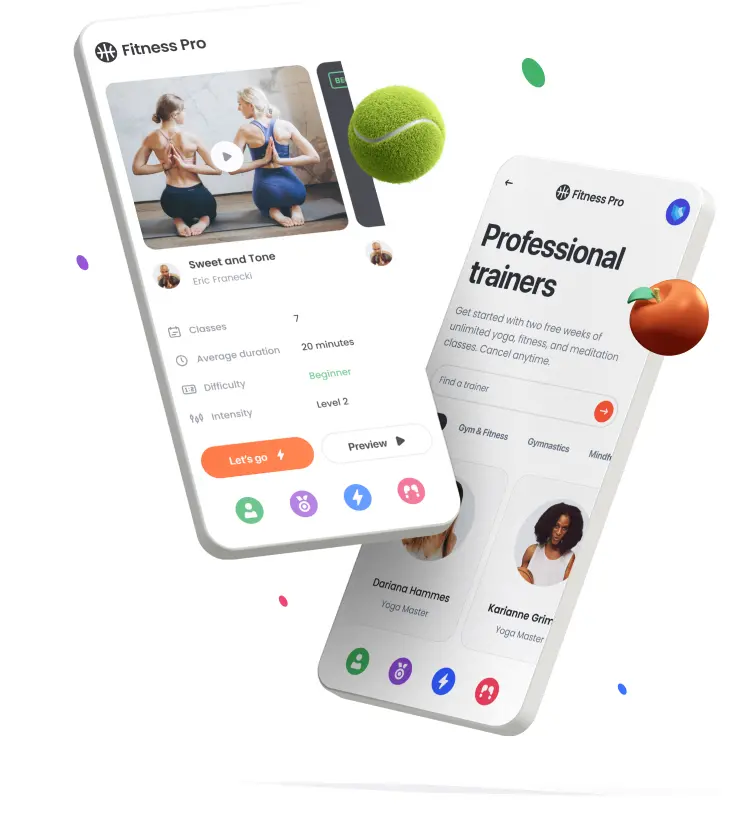 Fitness Pro
BE
Sweet and Tone
Eric Franecki
Classes 7
Average duration 20 minutes
Difficulty Beginner
Intensity Level 2
Let's go
Preview
Fitness Pro
Professional
trainers
Get started with two free weeks of
unlimited yoga, fitness, and meditation
classes. Cancel anytime.
Find a trainer
Gym & Fitness
Gymnastics
Mindf
Dariana Hammes
Yoga Master
Karianne Grim
Yoga Master